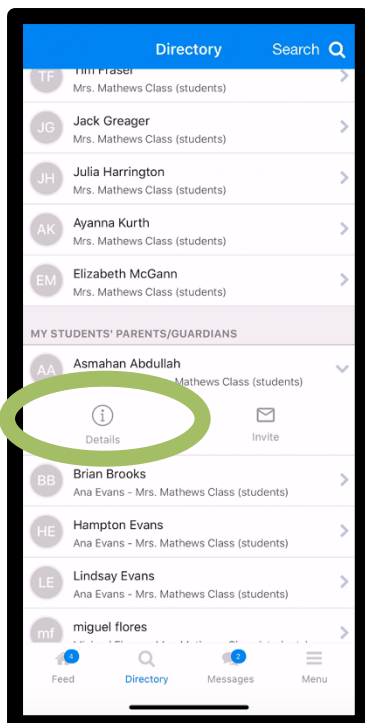 Directory
Search
TF
Tim Fraser
Mrs. Mathews Class (students)
JG
Jack Greager
Mrs. Mathews Class (students)
JH
Julia Harrington
Mrs. Mathews Class (students)
AK
Ayanna Kurth
Mrs. Mathews Class (students)
EM
Elizabeth McGann
Mrs. Mathews Class (students)
MY STUDENTS' PARENTS/GUARDIANS
AA
Asmahan Abdullah
Mathews Class (students)
Details
Invite
BB
Brian Brooks
Ana Evans - Mrs. Mathews Class (students)
HE
Hampton Evans
Ana Evans - Mrs. Mathews Class (students)
LE
Lindsay Evans
Ana Evans - Mrs. Mathews Class (students)
mf
miguel flores
4
2
Feed
Directory
Messages
Menu